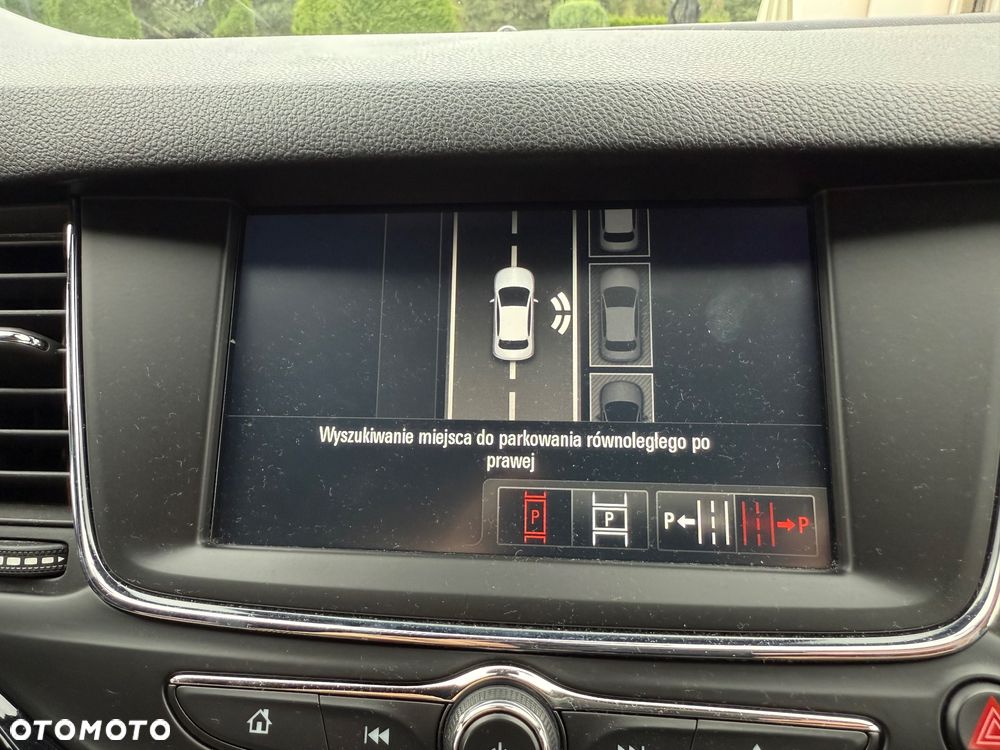 Wyszukiwanie miejsca do parkowania równoległego po
prawej
P P P P
OTOMOTO